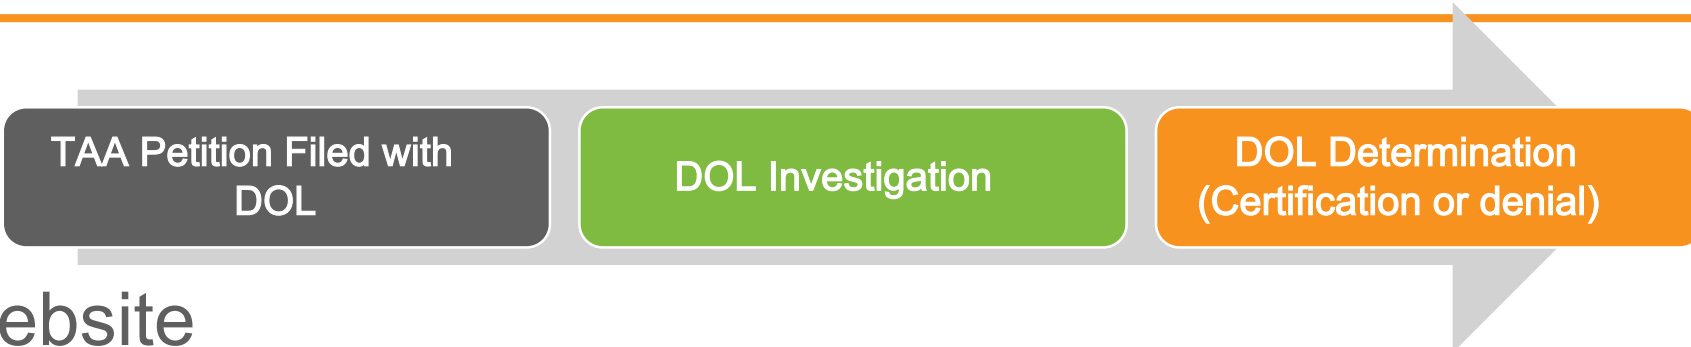 TAA Petition Filed with
DOL
DOL Investigation
DOL Determination
(Certification or denial)
ebsite